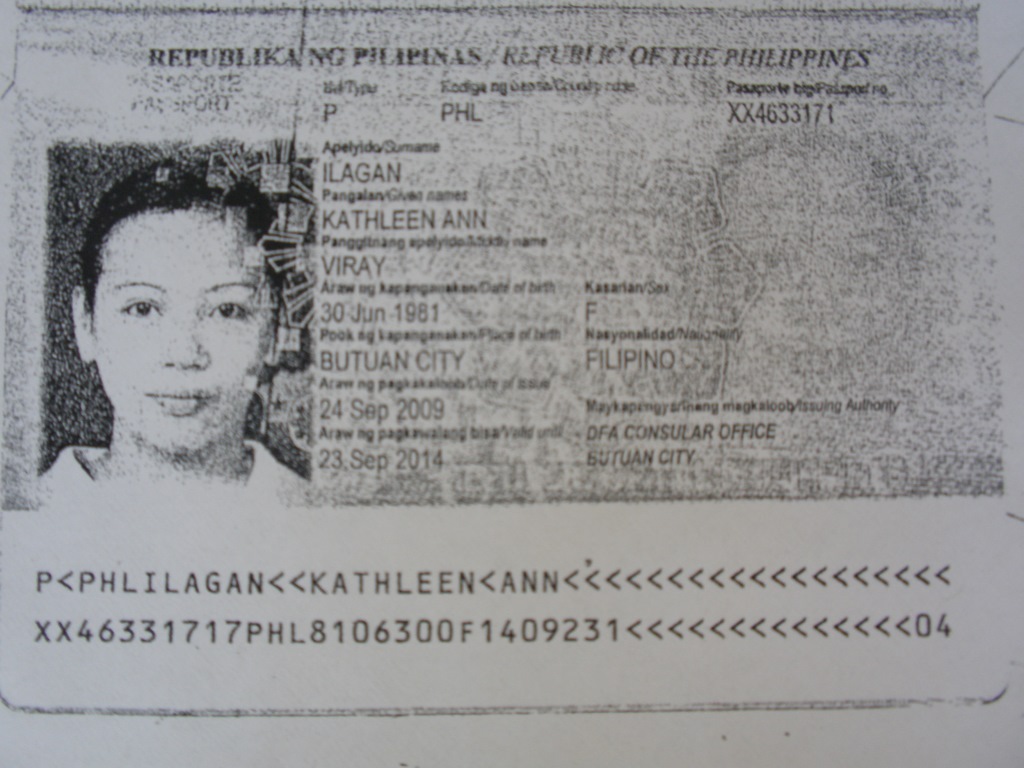 REPUBLIKA NG PILIPINAS / REPUBLIC OF THE PHILIPPINES
PASAPORTE
PASSPORT
Uri/Type
Kodigo ng bansa/Country code
Pasaporte blg/Passport no.
P
PHL
XX4633171
Apelyido/Surname
ILAGAN
Pangalan/Given names
KATHLEEN ANN
Panggitnang apelyido/Middle name
VIRAY
Araw ng kapanganakan/Date of birth
Kasarian/Sex
30 Jun 1981
F
Pook ng kapanganakan/Place of birth
Nasyonalidad/Nationality
BUTUAN CITY
FILIPINO
Araw ng pagkakaloob/Date of issue
24 Sep 2009
Maykapangyarihang magkaloob/Issuing Authority
Araw ng pagkawalang bisa/Valid until
DFA CONSULAR OFFICE
23 Sep 2014
BUTUAN CITY
P<PHLILAGAN<<KATHLEEN<ANN<<<<<<<<<<<<<<<<<<<
XX46331717PHL8106300F1409231<<<<<<<<<<<<<<04